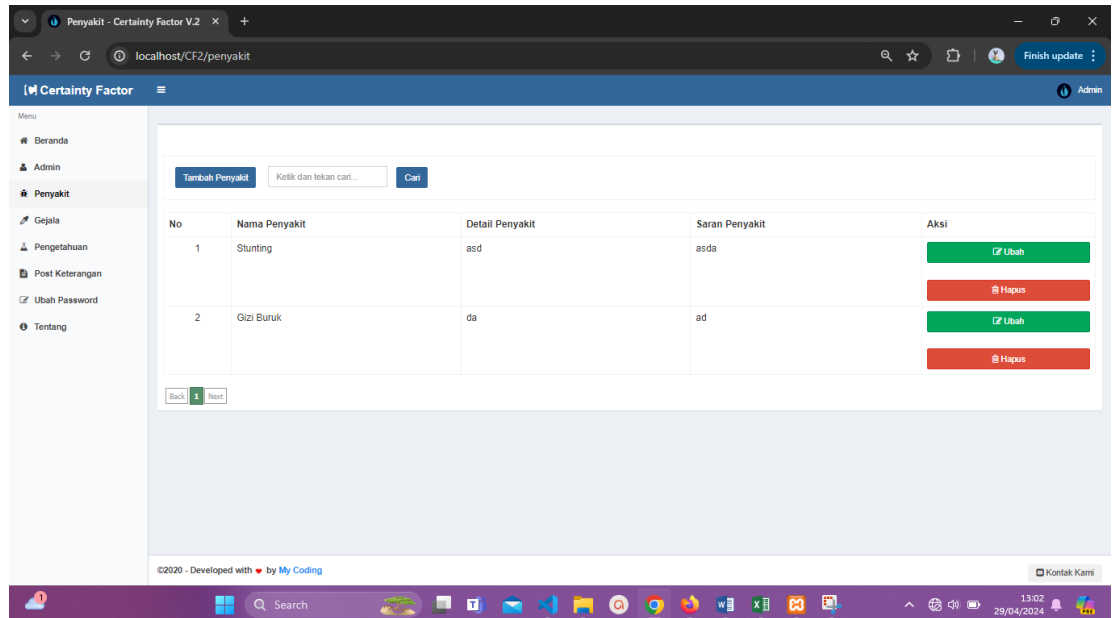 Penyakit - Certainty Factor V.2
localhost/CF2/penyakit
Finish update
Certainty Factor
Admin
Menu
Beranda
Admin
Penyakit
Gejala
Pengetahuan
Post Keterangan
Ubah Password
Tentang
Tambah Penyakit Ketik dan tekan cari... Cari
No Nama Penyakit Detail Penyakit Saran Penyakit Aksi
1 Stunting asd asda Ubah
Hapus
2 Gizi Buruk da ad Ubah
Hapus
Back 1 Next
©2020 - Developed with ♥ by My Coding
Kontak Kami
1
Search
13:02
29/04/2024